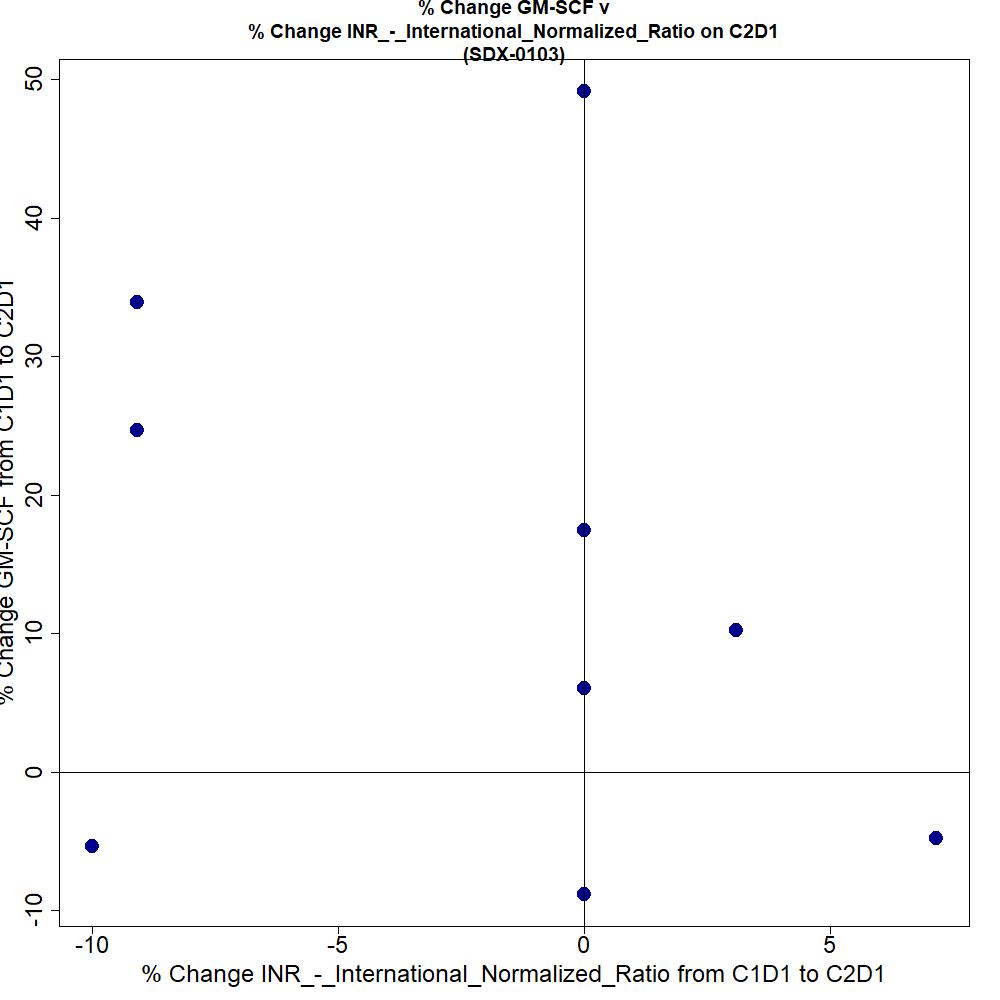 % Change GM-SCF v
% Change INR_-_International_Normalized_Ratio on C2D1
(SDX-0103)
% Change GM-SCF from C1D1 to C2D1
50
40
30
20
10
0
-10
-10
-5
0
5
% Change INR_-_International_Normalized_Ratio from C1D1 to C2D1